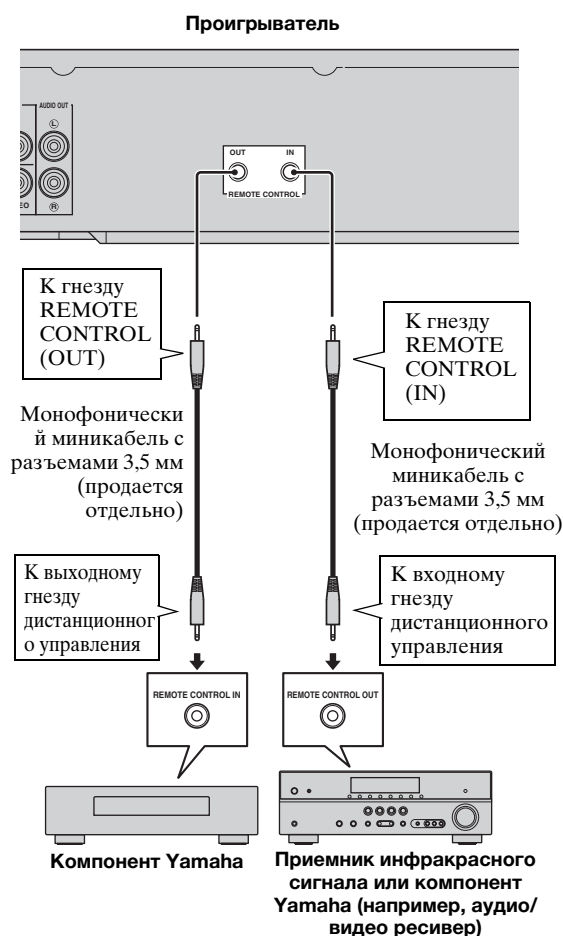 Проигрыватель
AUDIO OUT
L
R
EO
OUT
IN
REMOTE CONTROL
К гнезду
REMOTE
CONTROL
(OUT)
К гнезду
REMOTE
CONTROL
(IN)
Монофонически
й миникабель с
разъемами 3,5 мм
(продается
отдельно)
Монофонический
миникабель с
разъемами 3,5 мм
(продается отдельно)
К выходному
гнезду
дистанционног
о управления
К входному
гнезду
дистанционного
управления
REMOTE CONTROL IN
REMOTE CONTROL OUT
Компонент Yamaha
Приемник инфракрасного
сигнала или компонент
Yamaha (например, аудио/
видео ресивер)